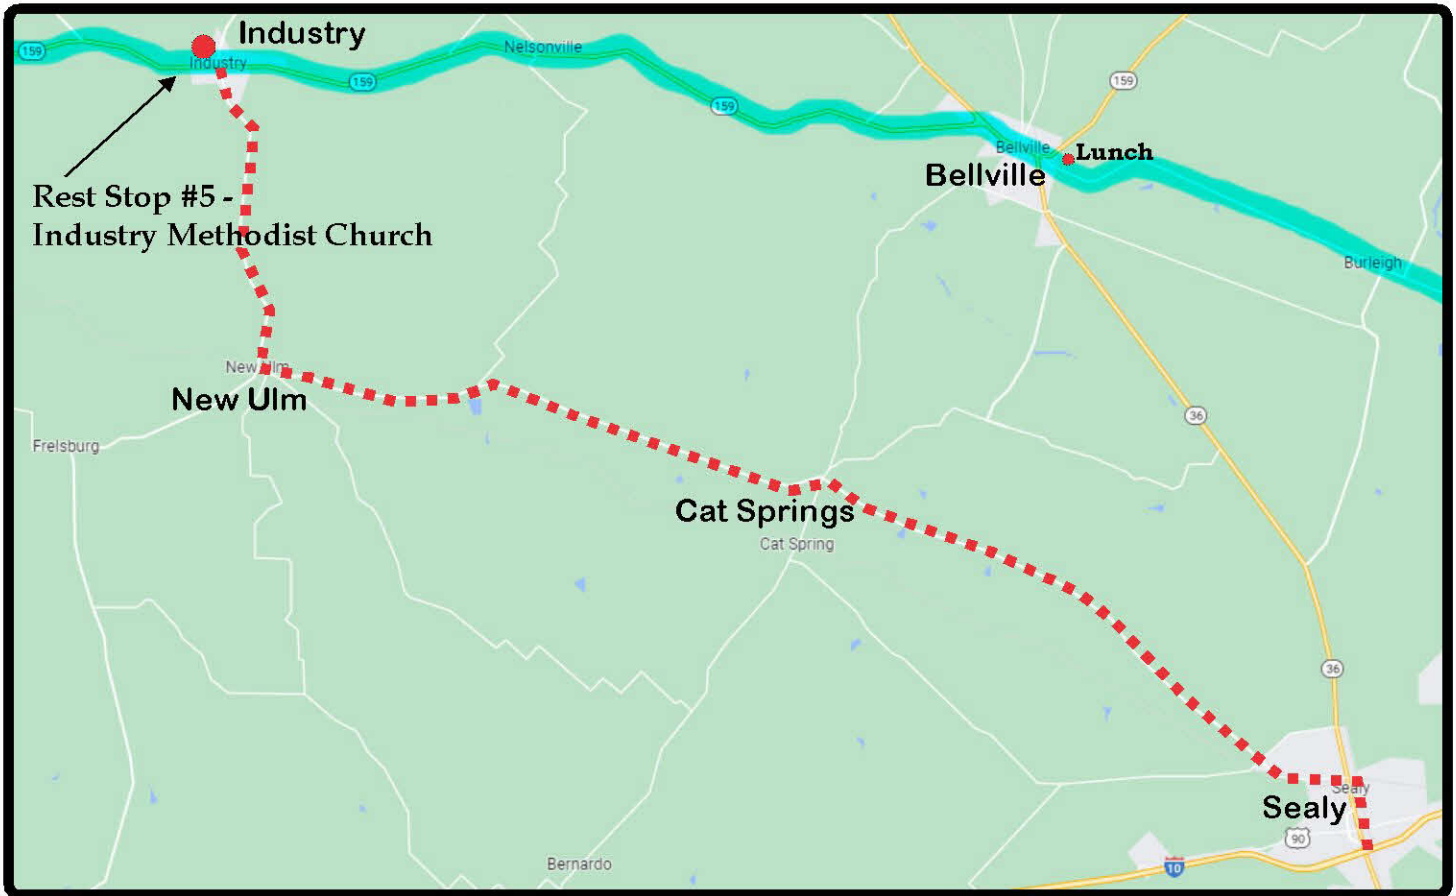 Industry
Nelsonville
159
Industry
159
159
159
Bellville
Lunch
Bellville
Rest Stop #5 -
Industry Methodist Church
Burleigh
New Ulm
New Ulm
36
Frelsburg
Cat Springs
Cat Spring
36
Sealy
Sealy
90
10
Bernardo